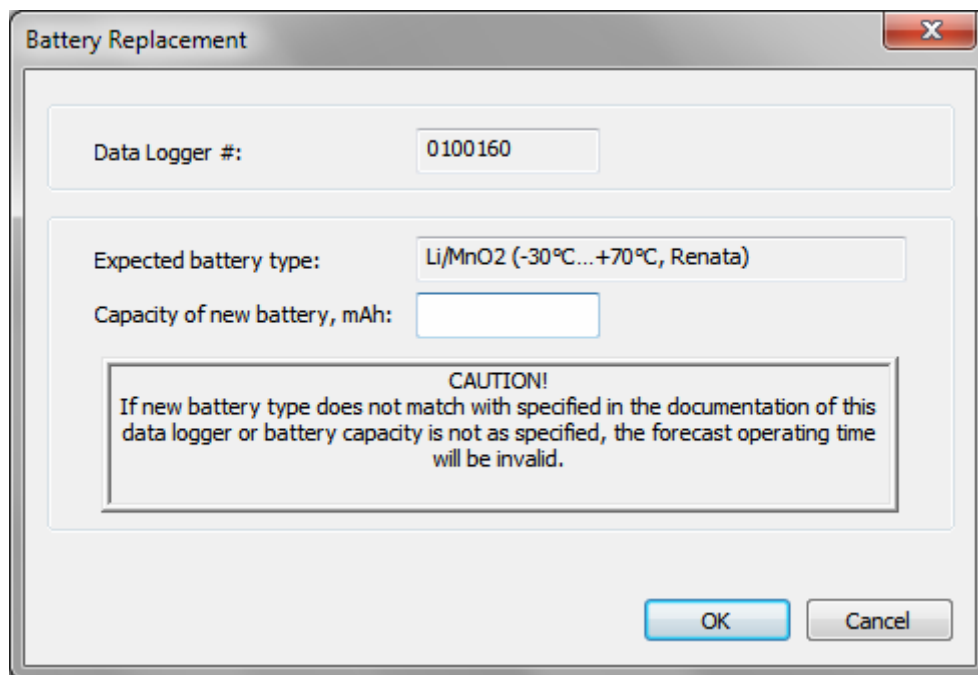 Battery Replacement
Data Logger #: 0100160
Expected battery type: Li/MnO2 (-30°C...+70°C, Renata)
Capacity of new battery, mAh:
CAUTION!
If new battery type does not match with specified in the documentation of this
data logger or battery capacity is not as specified, the forecast operating time
will be invalid.
OK Cancel